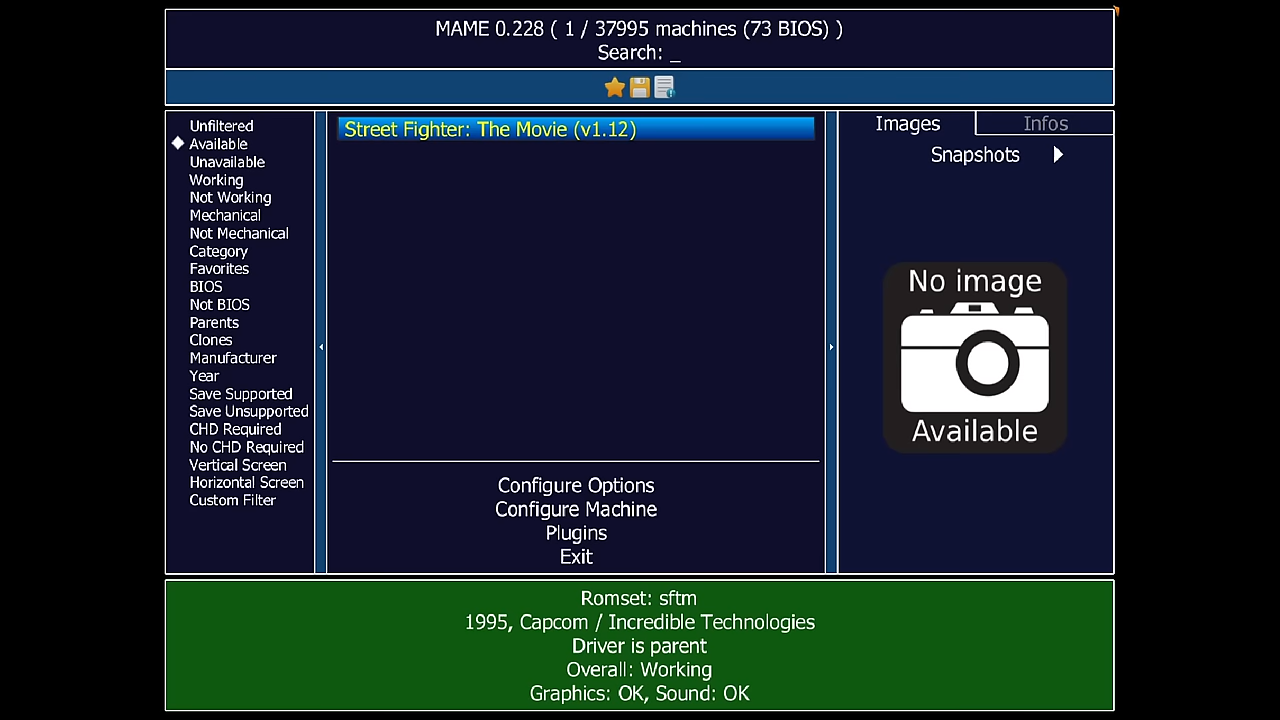 MAME 0.228 ( 1 / 37995 machines (73 BIOS) )
Search: _
Unfiltered
Available
Unavailable
Working
Not Working
Mechanical
Not Mechanical
Category
Favorites
BIOS
Not BIOS
Parents
Clones
Manufacturer
Year
Save Supported
Save Unsupported
CHD Required
No CHD Required
Vertical Screen
Horizontal Screen
Custom Filter
Street Fighter: The Movie (v1.12)
Configure Options
Configure Machine
Plugins
Exit
Images Infos
Snapshots
No image
Available
Romset: sftm
1995, Capcom / Incredible Technologies
Driver is parent
Overall: Working
Graphics: OK, Sound: OK